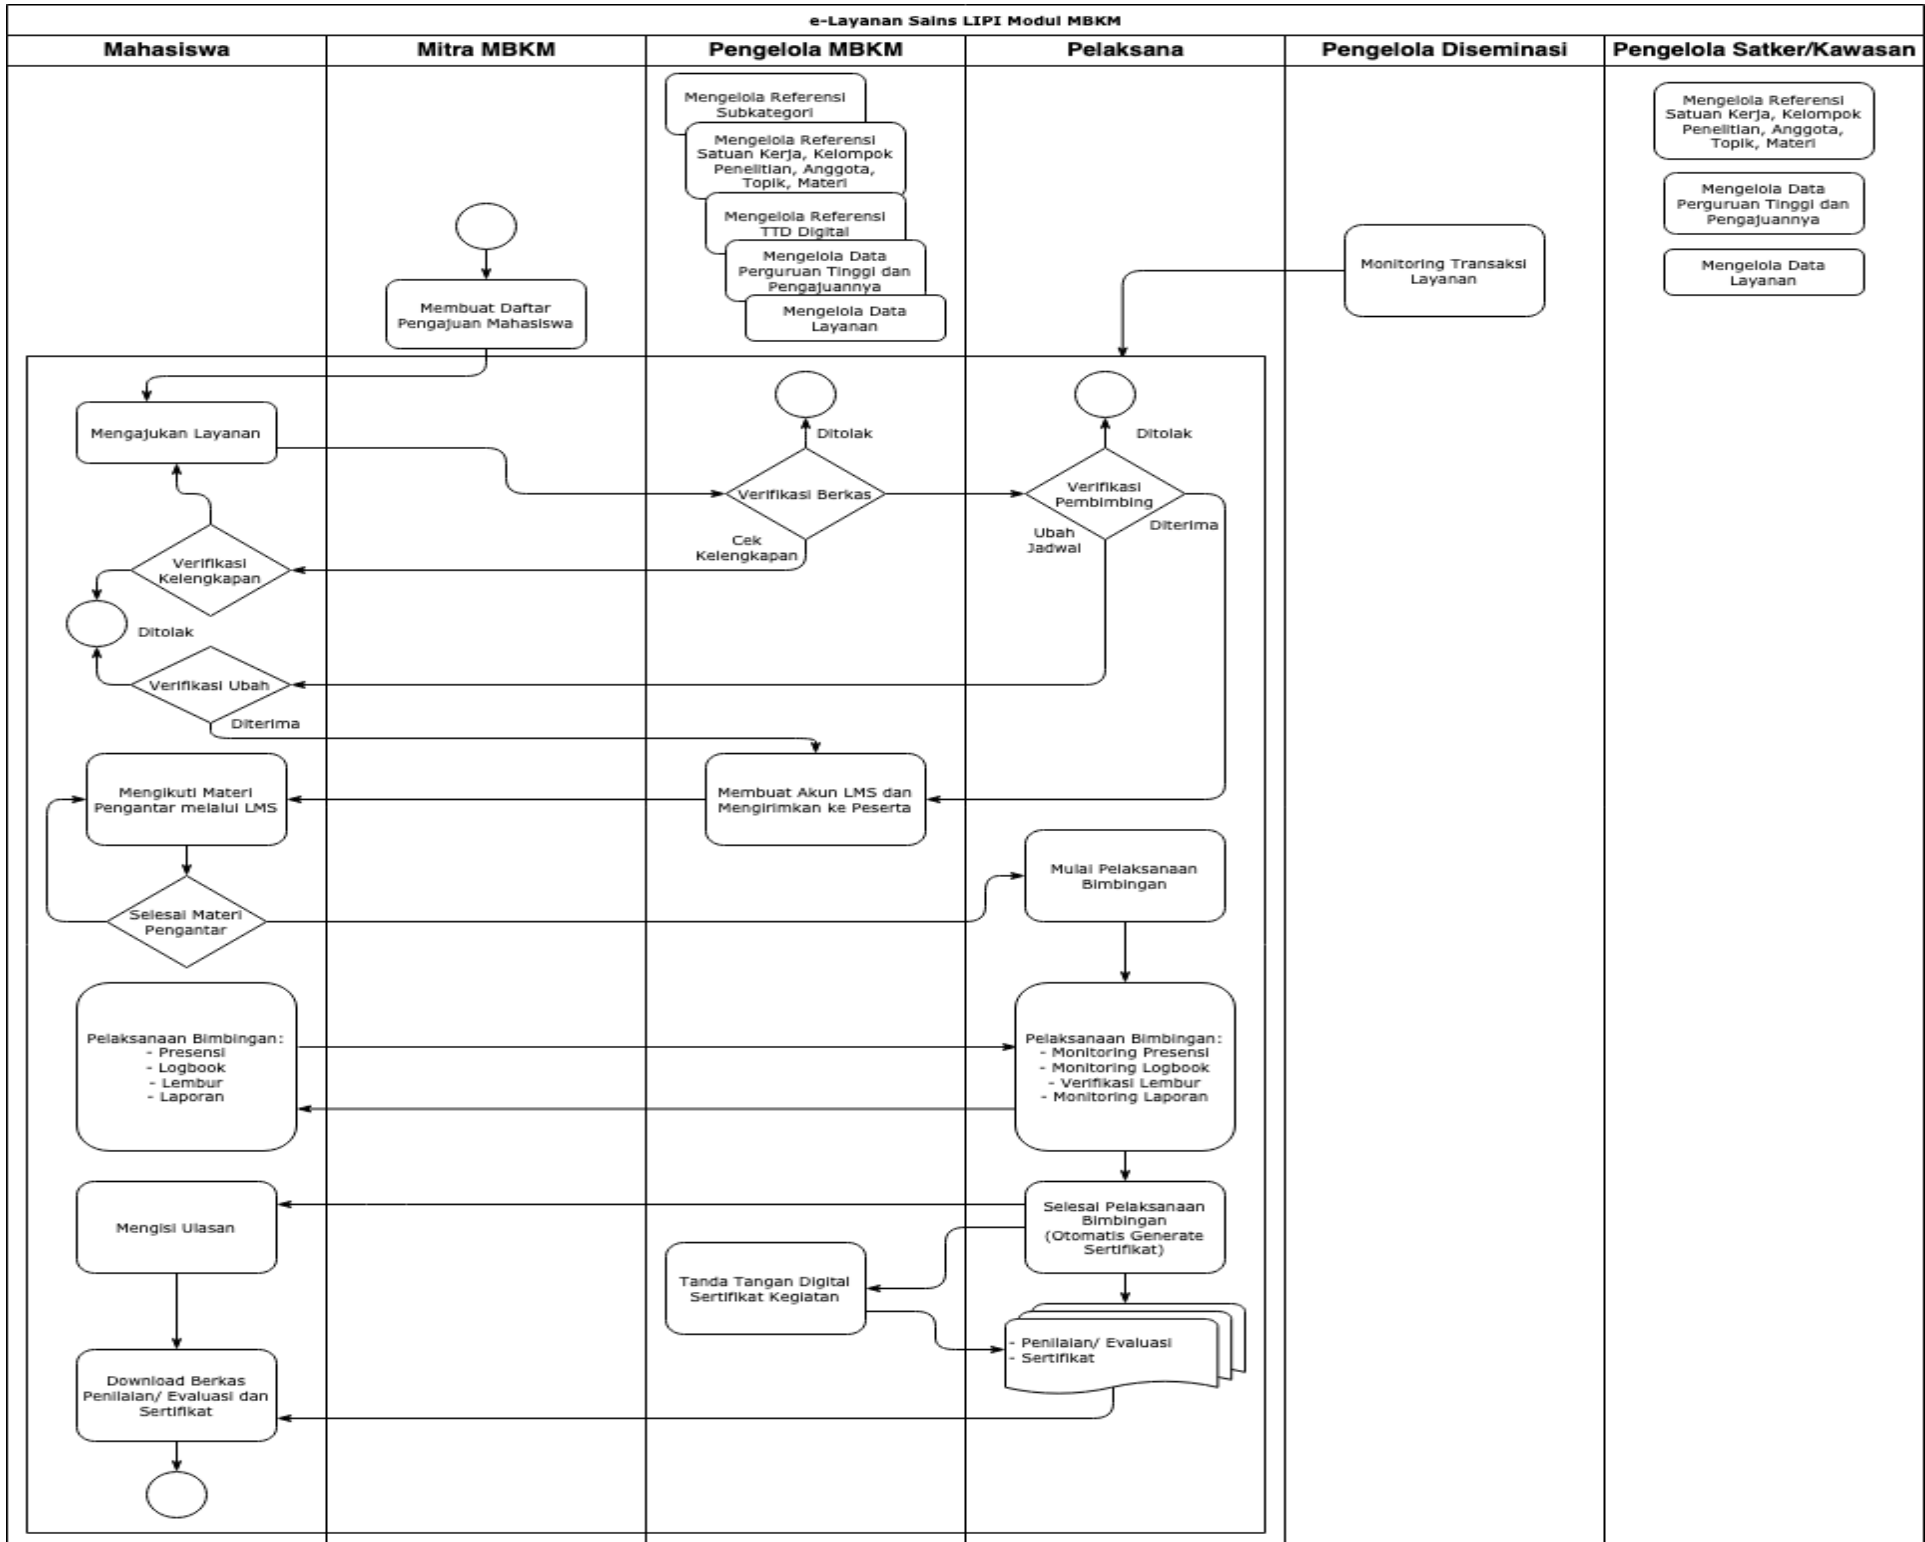 e-Layanan Sains LIPI Modul MBKM
Mahasiswa
Mitra MBKM
Pengelola MBKM
Pelaksana
Pengelola Diseminasi
Pengelola Satker/Kawasan
Mengelola Referensi
Subkategori
Mengelola Referensi
Satuan Kerja, Kelompok
Penelitian, Anggota,
Topik, Materi
Mengelola Referensi
TTD Digital
Mengelola Data
Perguruan Tinggi dan
Pengajuannya
Mengelola Data
Layanan
Mengelola Referensi
Satuan Kerja, Kelompok
Penelitian, Anggota,
Topik, Materi
Mengelola Data
Perguruan Tinggi dan
Pengajuannya
Mengelola Data
Layanan
Monitoring Transaksi
Layanan
Membuat Daftar
Pengajuan Mahasiswa
Mengajukan Layanan
Ditolak
Ditolak
Verifikasi Berkas
Verifikasi
Pembimbing
Diterima
Ubah
Jadwal
Cek
Kelengkapan
Verifikasi
Kelengkapan
Ditolak
Verifikasi Ubah
Diterima
Mengikuti Materi
Pengantar melalui LMS
Membuat Akun LMS dan
Mengirimkan ke Peserta
Mulai Pelaksanaan
Bimbingan
Selesai Materi
Pengantar
Pelaksanaan Bimbingan:
- Presensi
- Logbook
- Lembur
- Laporan
Pelaksanaan Bimbingan:
- Monitoring Presensi
- Monitoring Logbook
- Verifikasi Lembur
- Monitoring Laporan
Mengisi Ulasan
Selesai Pelaksanaan
Bimbingan
(Otomatis Generate
Sertifikat)
Tanda Tangan Digital
Sertifikat Kegiatan
- Penilaian/ Evaluasi
- Sertifikat
Download Berkas
Penilaian/ Evaluasi dan
Sertifikat